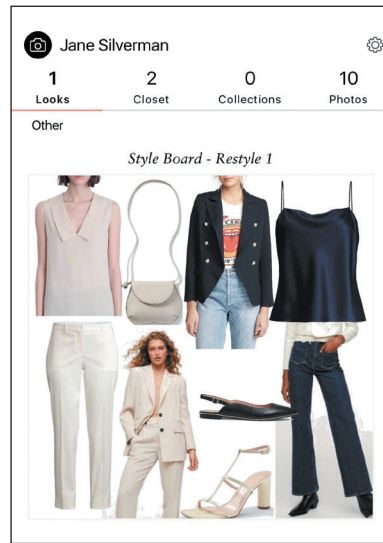 Jane Silverman
1 2 0 10
Looks Closet Collections Photos
Other
Style Board - Restyle 1